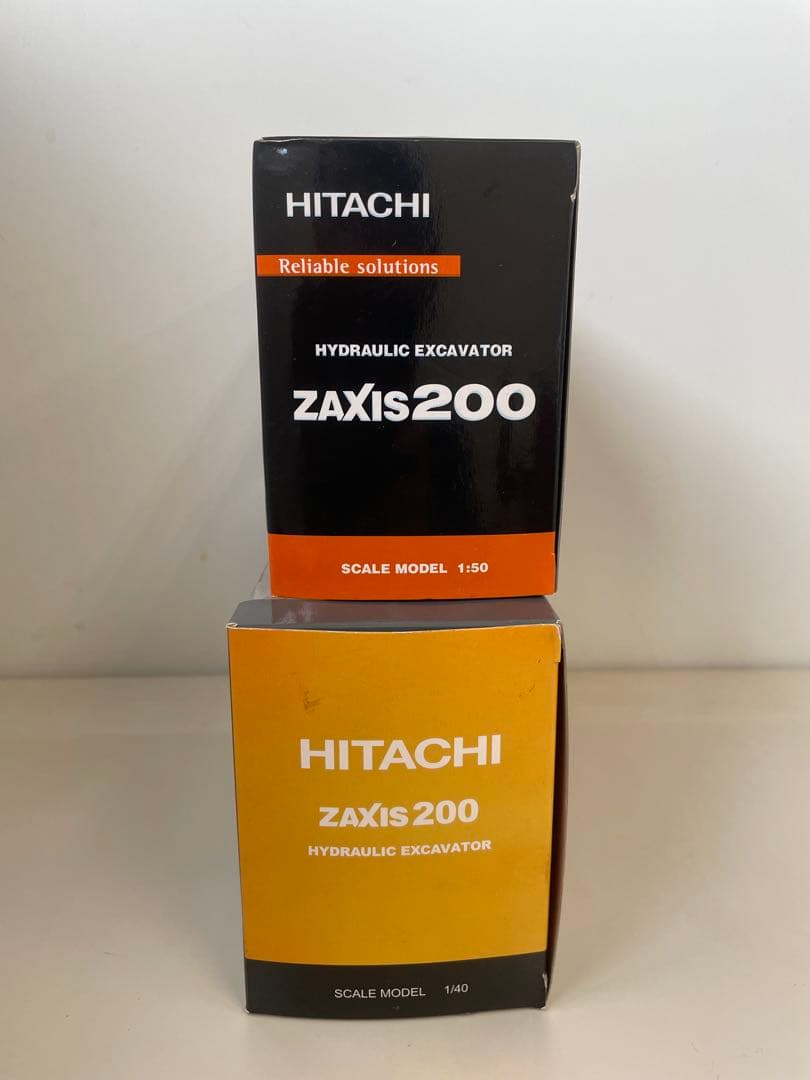 HITACHI
Reliable solutions
HYDRAULIC EXCAVATOR
ZAXIS200
SCALE MODEL 1:50
HITACHI
ZAXIS200
HYDRAULIC EXCAVATOR
SCALE MODEL 1/40